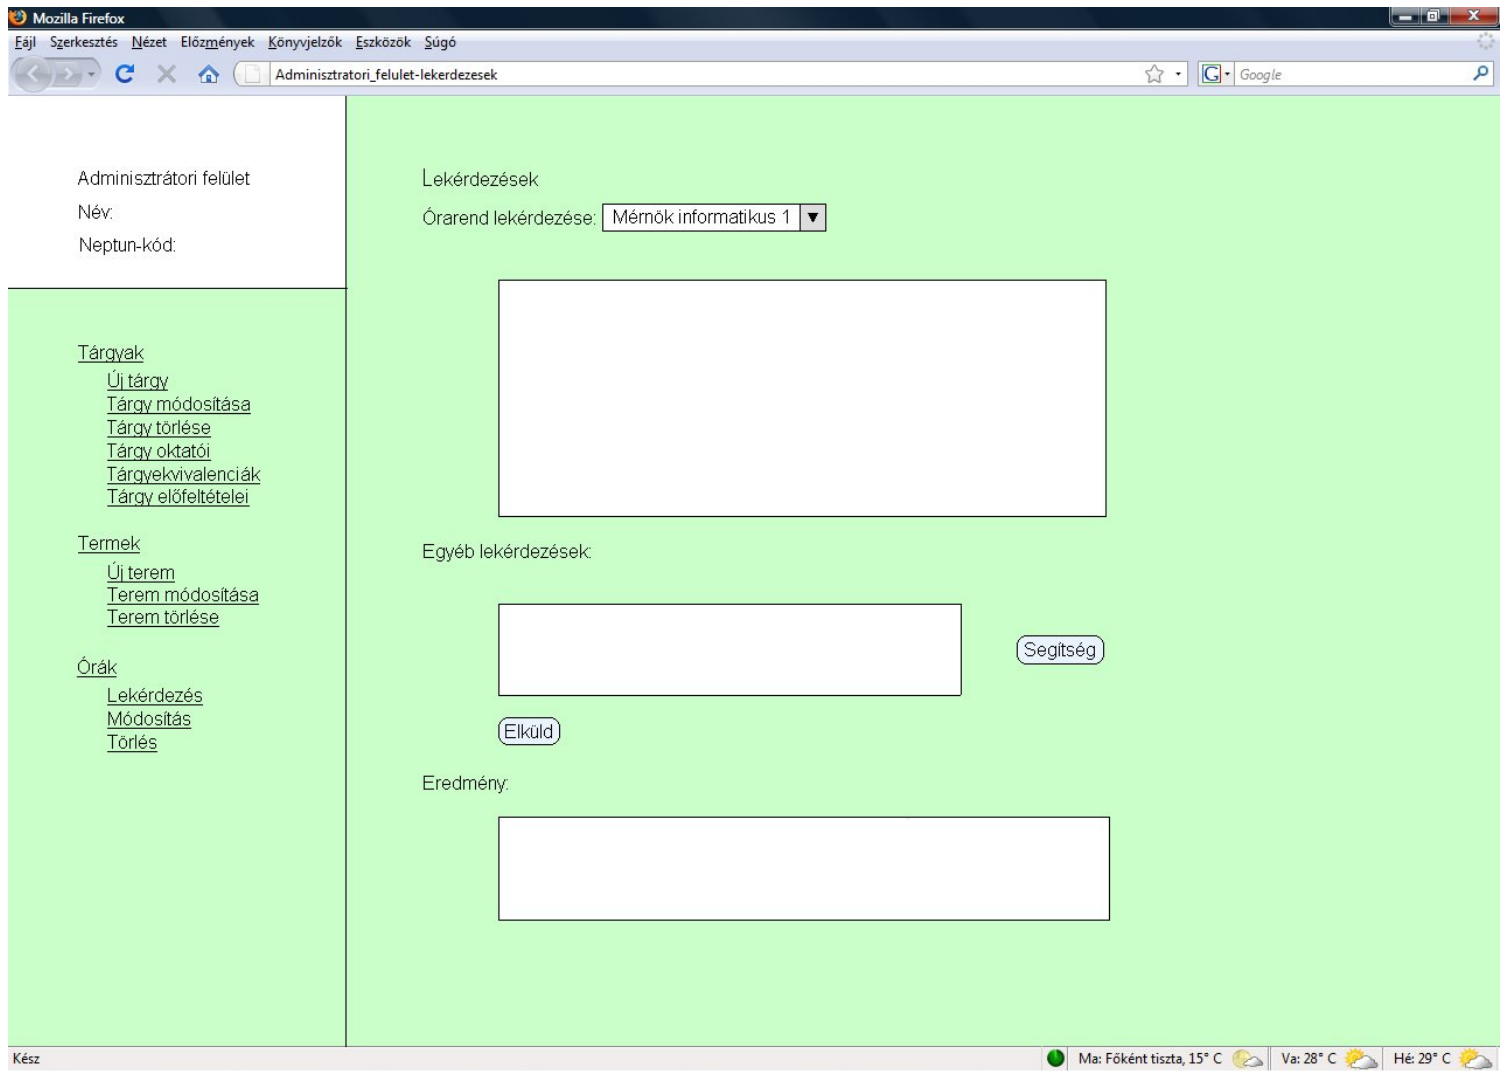 Mozilla Firefox
Fájl Szerkesztés Nézet Előzmények Könyvjelzők Eszközök Súgó
Adminisztratori_felulet-lekerdezesek
G Google
Adminisztrátori felület
Név:
Neptun-kód:
Tárgyak
Új tárgy
Tárgy módosítása
Tárgy törlése
Tárgy oktatói
Tárgyekvivalenciák
Tárgy előfeltételei
Termek
Új terem
Terem módosítása
Terem törlése
Órák
Lekérdezés
Módosítás
Törlés
Lekérdezések
Órarend lekérdezése: Mérnök informatikus 1
Egyéb lekérdezések:
Segítség
Elküld
Eredmény:
Kész
Ma: Főként tiszta, 15° C Va: 28° C Hé: 29° C